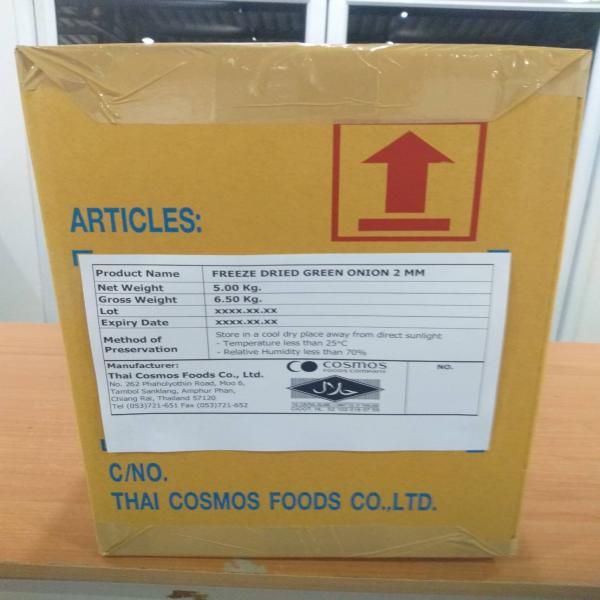 ARTICLES:
Product Name FREEZE DRIED GREEN ONION 2 MM
Net Weight 5.00 Kg.
Gross Weight 6.50 Kg.
Lot xxxx.xx.xx
Expiry Date xxxx.xx.xx
Method of Preservation
Store in a cool dry place away from direct sunlight
- Temperature less than 25°C
- Relative Humidity less than 70%
Manufacturer:
Thai Cosmos Foods Co., Ltd.
No. 262 Phaholyothin Road, Moo 6,
Tambol Sanklang, Amphur Phan,
Chiang Rai, Thailand 57120
Tel (053)721-651 Fax (053)721-652
COSMOS
FOODS COMPANY
حلال
NO.
C/NO.
THAI COSMOS FOODS CO.,LTD.